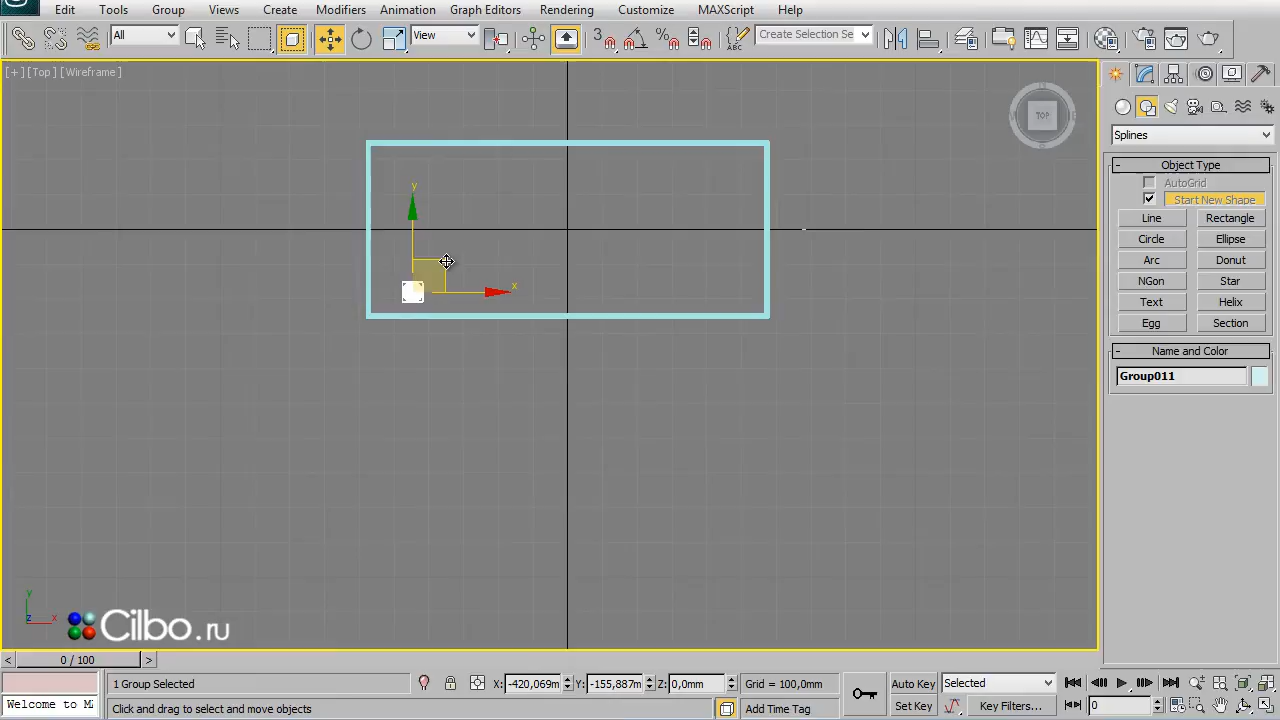 Edit Tools Group Views Create Modifiers Animation Graph Editors Rendering Customize MAXScript Help
All View 3 % ABC Create Selection Se
[+] [Top] [Wireframe]
TOP
Splines
- Object Type
AutoGrid
Start New Shape
Line Rectangle
Circle Ellipse
Arc Donut
NGon Star
Text Helix
Egg Section
- Name and Color
Group011
y
x
y
z x
Cilbo.ru
< 0 / 100 >
1 Group Selected X: -420,069m Y: -155,887m Z: 0,0mm Grid = 100,0mm Auto Key Selected
Welcome to M Click and drag to select and move objects Add Time Tag Set Key Key Filters... 0